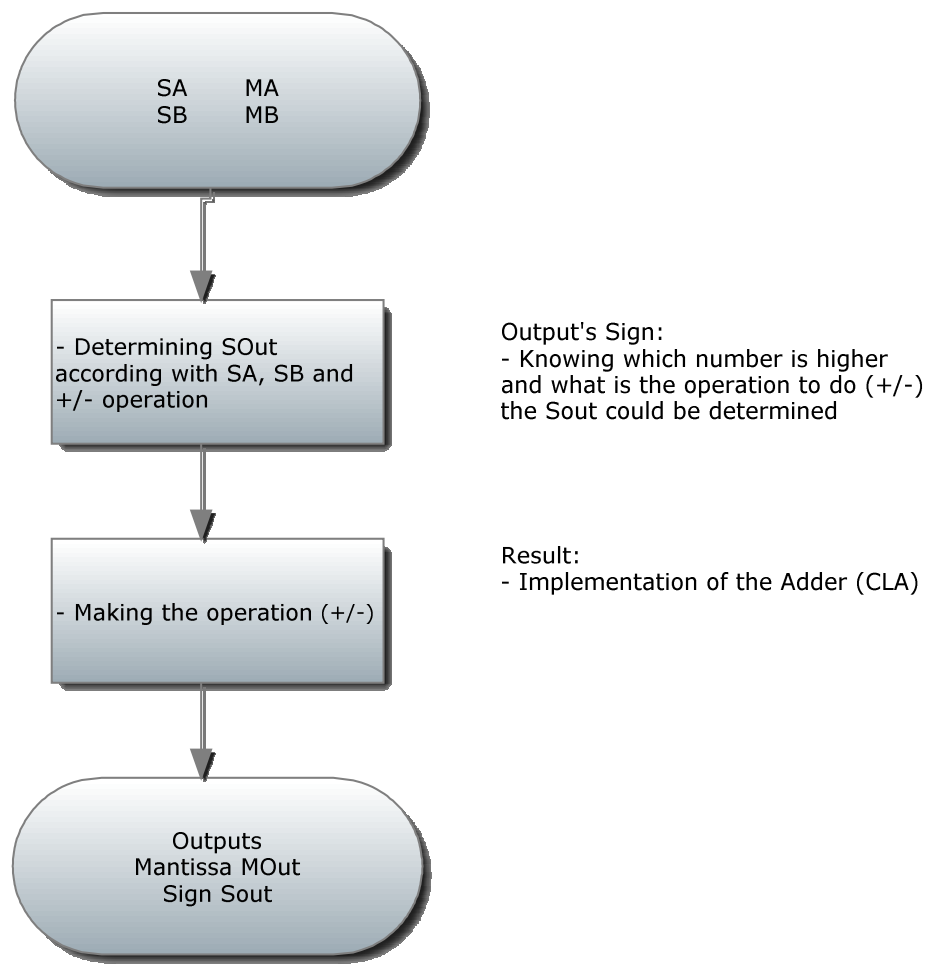 SA MA
SB MB
- Determining SOut
according with SA, SB and
+/- operation
Output's Sign:
- Knowing which number is higher
and what is the operation to do (+/-)
the Sout could be determined
- Making the operation (+/-)
Result:
- Implementation of the Adder (CLA)
Outputs
Mantissa MOut
Sign Sout